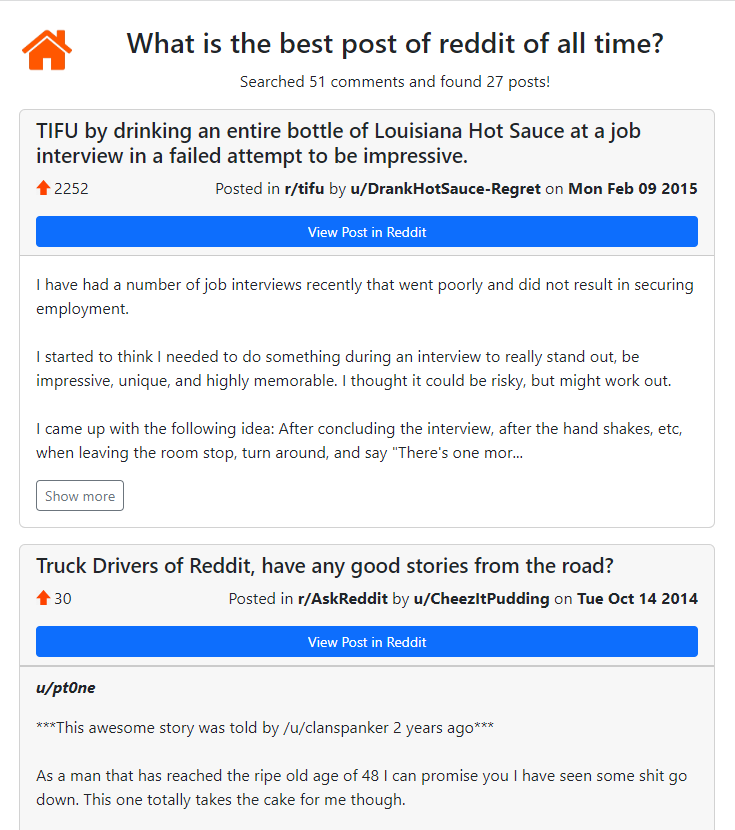 What is the best post of reddit of all time?
Searched 51 comments and found 27 posts!
TIFU by drinking an entire bottle of Louisiana Hot Sauce at a job
interview in a failed attempt to be impressive.
2252 Posted in r/tifu by u/DrankHotSauce-Regret on Mon Feb 09 2015
View Post in Reddit
I have had a number of job interviews recently that went poorly and did not result in securing
employment.
I started to think I needed to do something during an interview to really stand out, be
impressive, unique, and highly memorable. I thought it could be risky, but might work out.
I came up with the following idea: After concluding the interview, after the hand shakes, etc,
when leaving the room stop, turn around, and say "There's one mor...
Show more
Truck Drivers of Reddit, have any good stories from the road?
30 Posted in r/AskReddit by u/CheezItPudding on Tue Oct 14 2014
View Post in Reddit
u/pt0ne
***This awesome story was told by /u/clanspanker 2 years ago***
As a man that has reached the ripe old age of 48 I can promise you I have seen some shit go
down. This one totally takes the cake for me though.